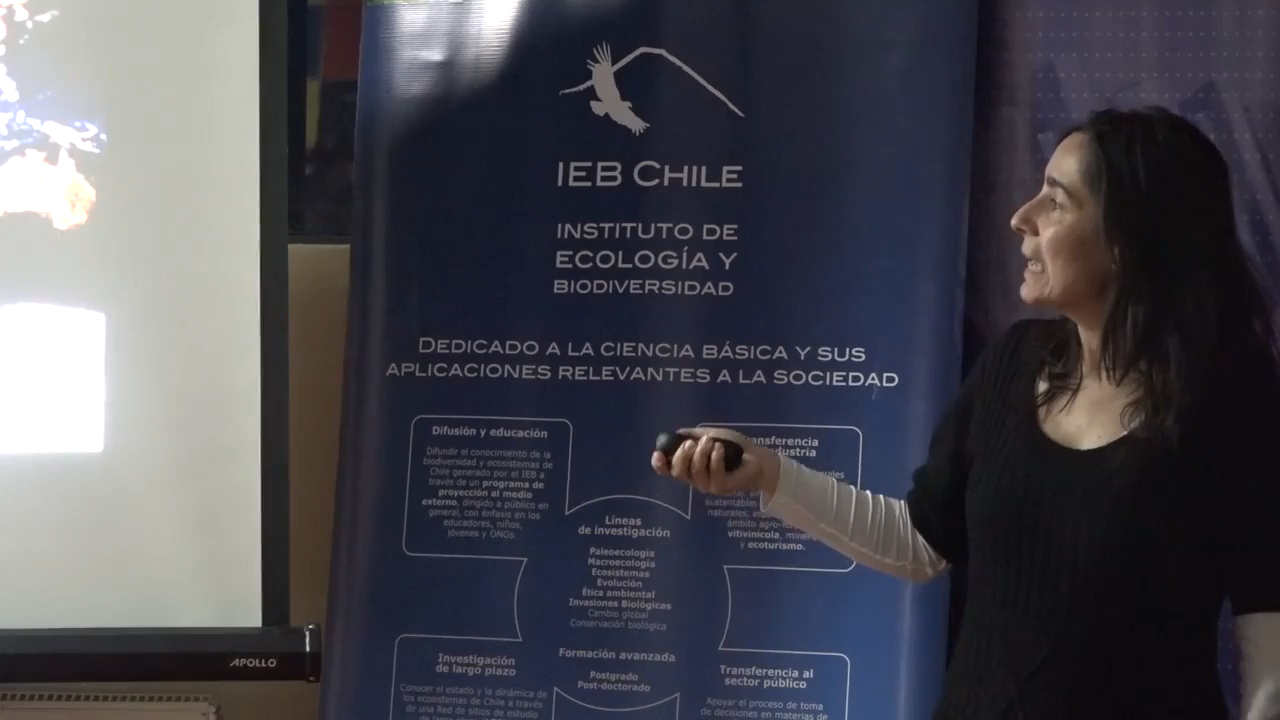 IEB CHILE
INSTITUTO DE
ECOLOGÍA Y
BIODIVERSIDAD
DEDICADO A LA CIENCIA BÁSICA Y SUS
APLICACIONES RELEVANTES A LA SOCIEDAD
Difusión y educación
Difundir el conocimiento de la
biodiversidad y ecosistemas de
Chile generado por el IEB a
través de un programa de
proyección al medio
externo, dirigido a público en
general, con énfasis en los
educadores, niños,
jóvenes y ONGs.
naturales,
ámbito
vitivinícola,
y ecoturismo.
Líneas
de investigación
Paleoecología
Macroecología
Ecosistemas
Evolución
Ética ambiental
Invasiones Biológicas
Cambio global
Conservación biológica
Formación avanzada
Postgrado
Post-doctorado
Investigación
de largo plazo
Conocer el estado y la dinámica de
los ecosistemas de Chile a través
de una Red de sitios de estudio
Transferencia al
sector público
Apoyar el proceso de toma
de decisiones en materias de
APOLLO